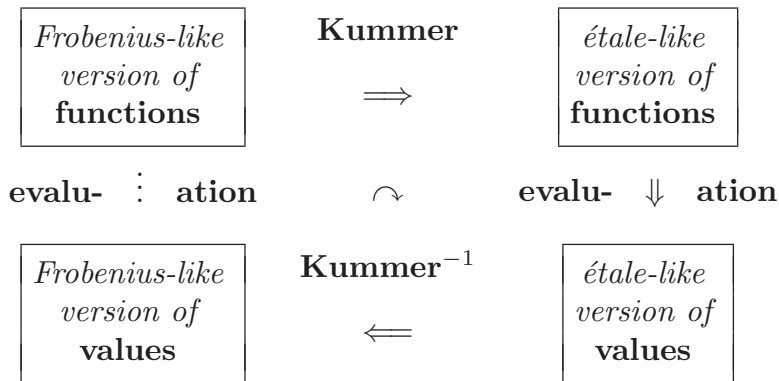 Frobenius-like
version of
functions
Kummer
⟹
étale-like
version of
functions
evalu- ⋮ ation
↷
evalu- ⇓ ation
Frobenius-like
version of
values
Kummer⁻¹
⟸
étale-like
version of
values